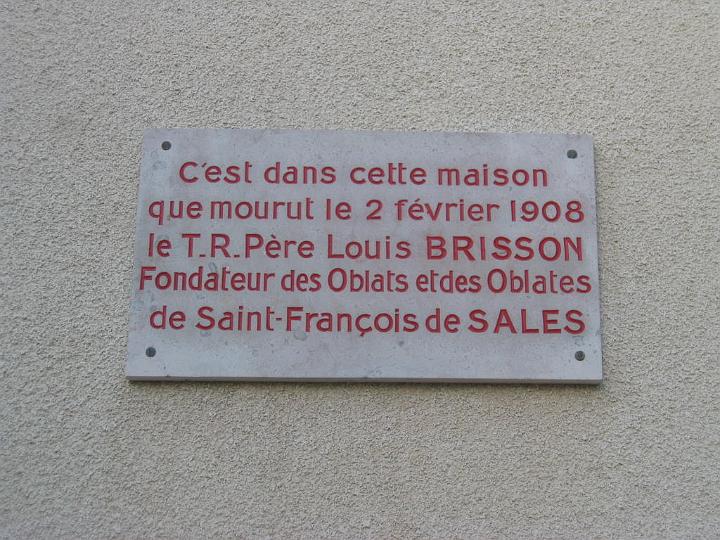 C'est dans cette maison
que mourut le 2 février 1908
le T.R.Père Louis BRISSON
Fondateur des Oblats et des Oblates
de Saint-François de SALES